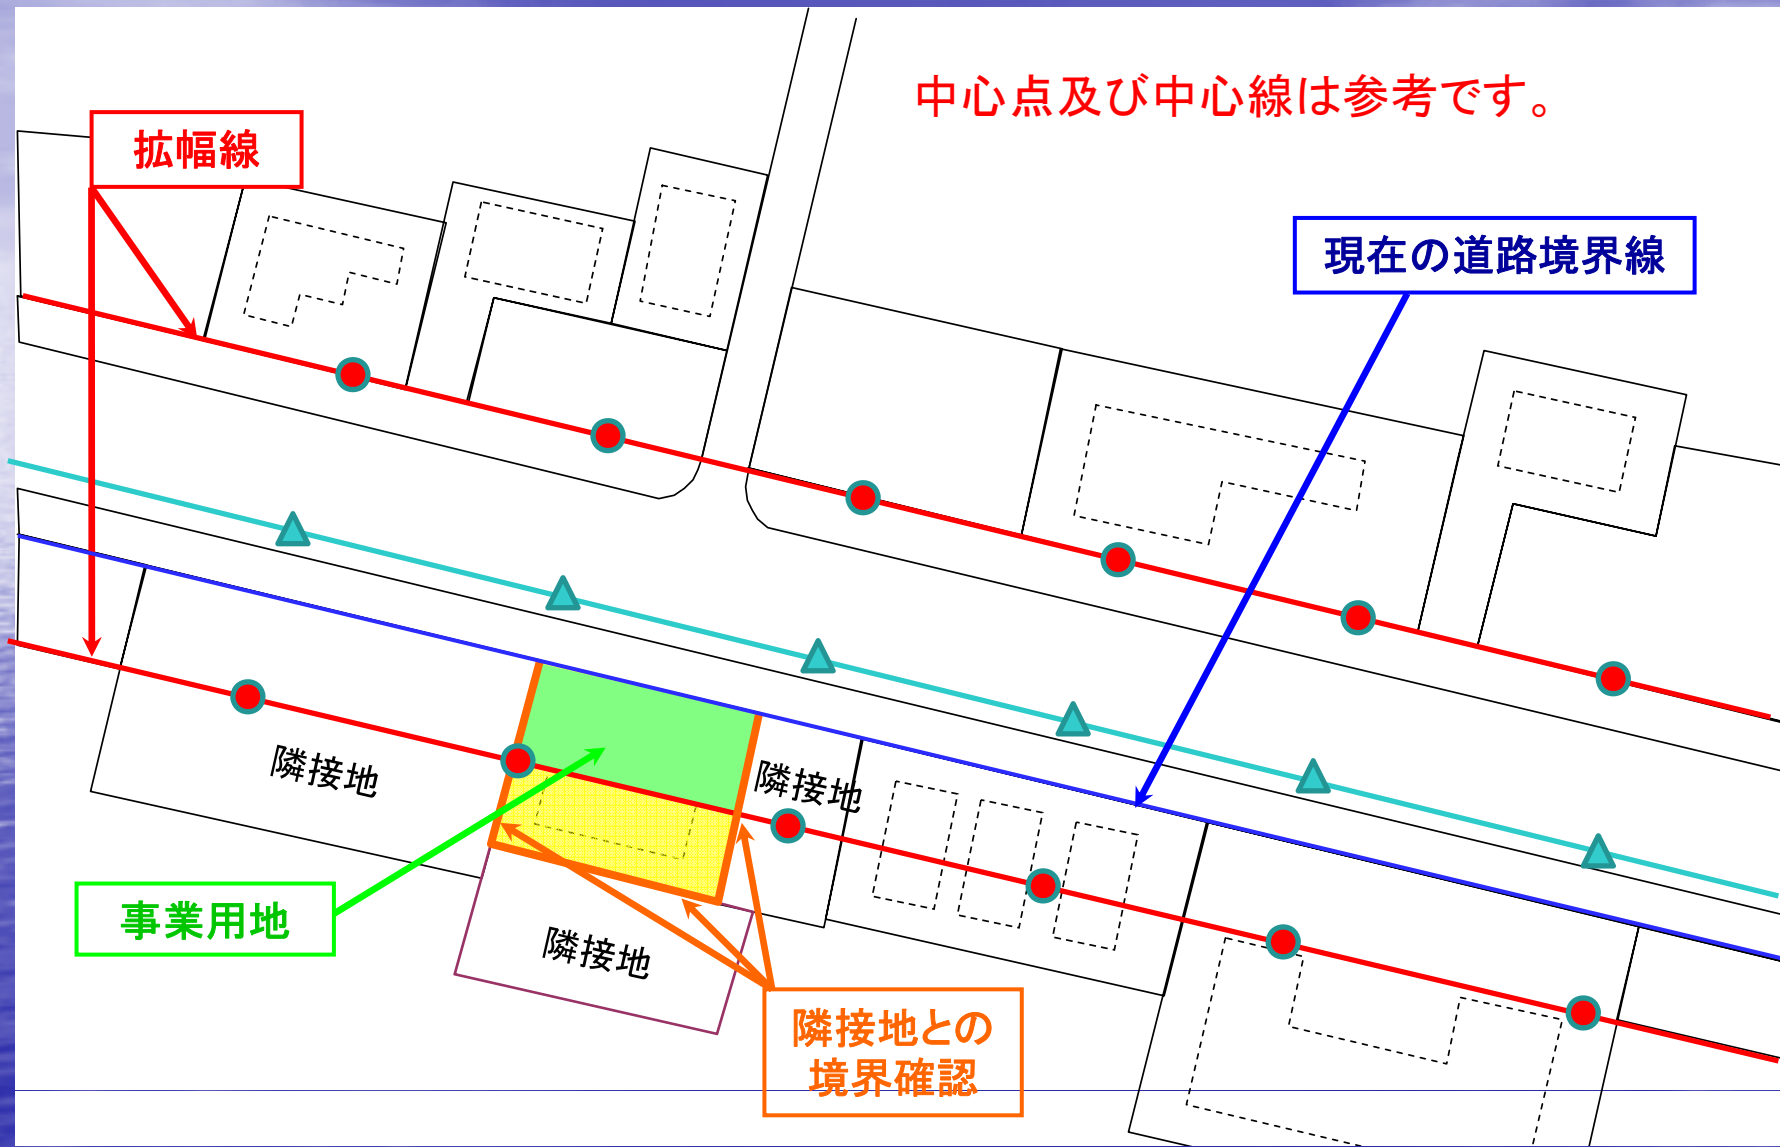 中心点及び中心線は参考です。
拡幅線
現在の道路境界線
隣接地
隣接地
事業用地
隣接地
隣接地との
境界確認